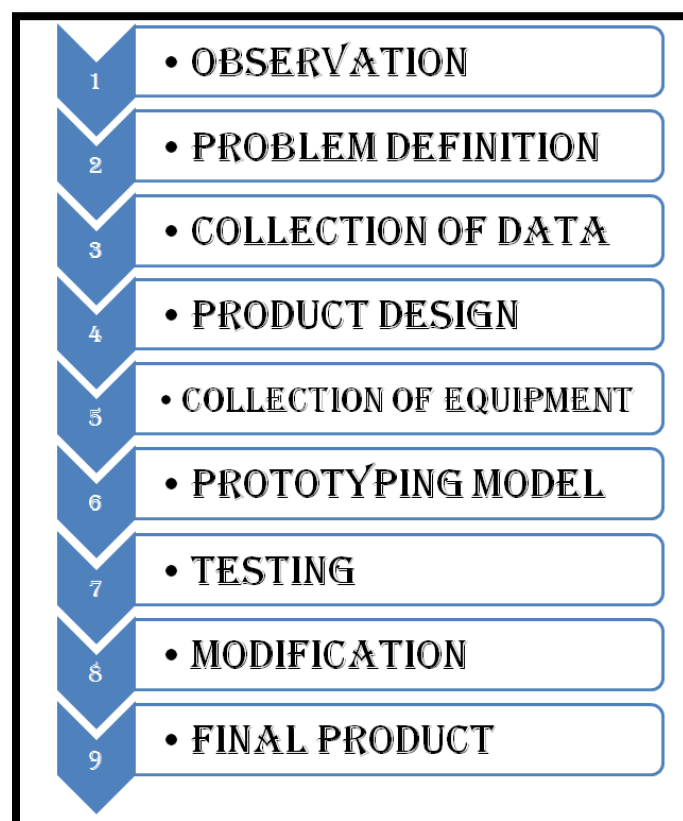 1 • OBSERVATION
2 • PROBLEM DEFINITION
3 • COLLECTION OF DATA
4 • PRODUCT DESIGN
5 • COLLECTION OF EQUIPMENT
6 • PROTOTYPING MODEL
7 • TESTING
8 • MODIFICATION
9 • FINAL PRODUCT